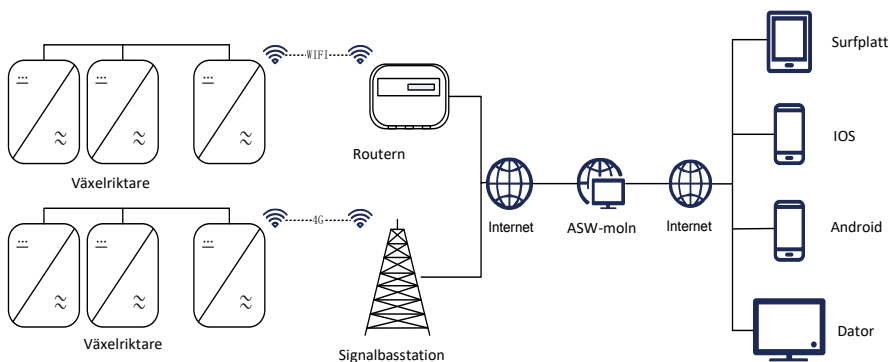 WIFI
Surfplatt
Routern
IOS
Växelriktare
4G
Internet
ASW-moln
Internet
Android
Växelriktare
Signalbasstation
Dator